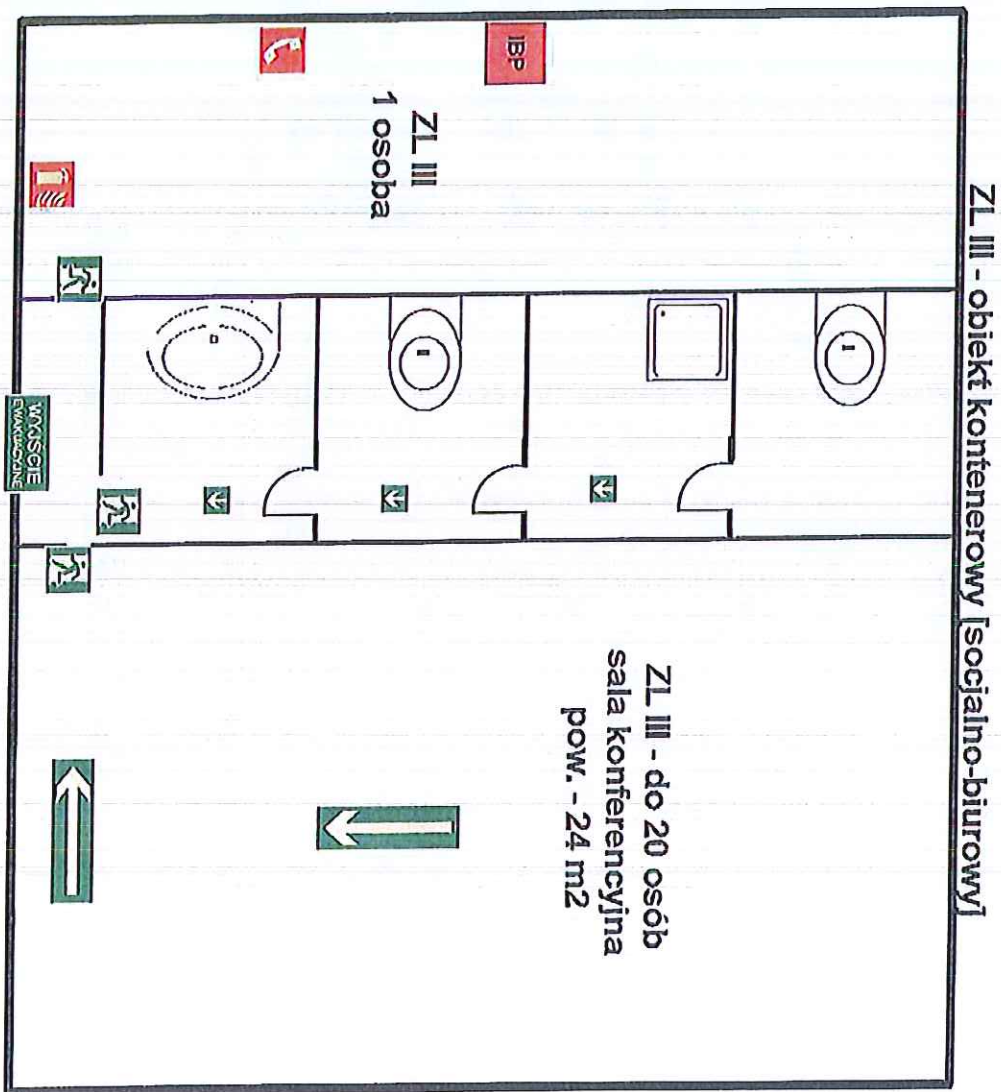 ZL III - obiekt kontenerowy [socjalno-biurowy]
IBP
ZL III
1 osoba
ZL III - do 20 osób
sala konferencyjna
pow. - 24 m2
WYJŚCIE
EWAKUACYJNE